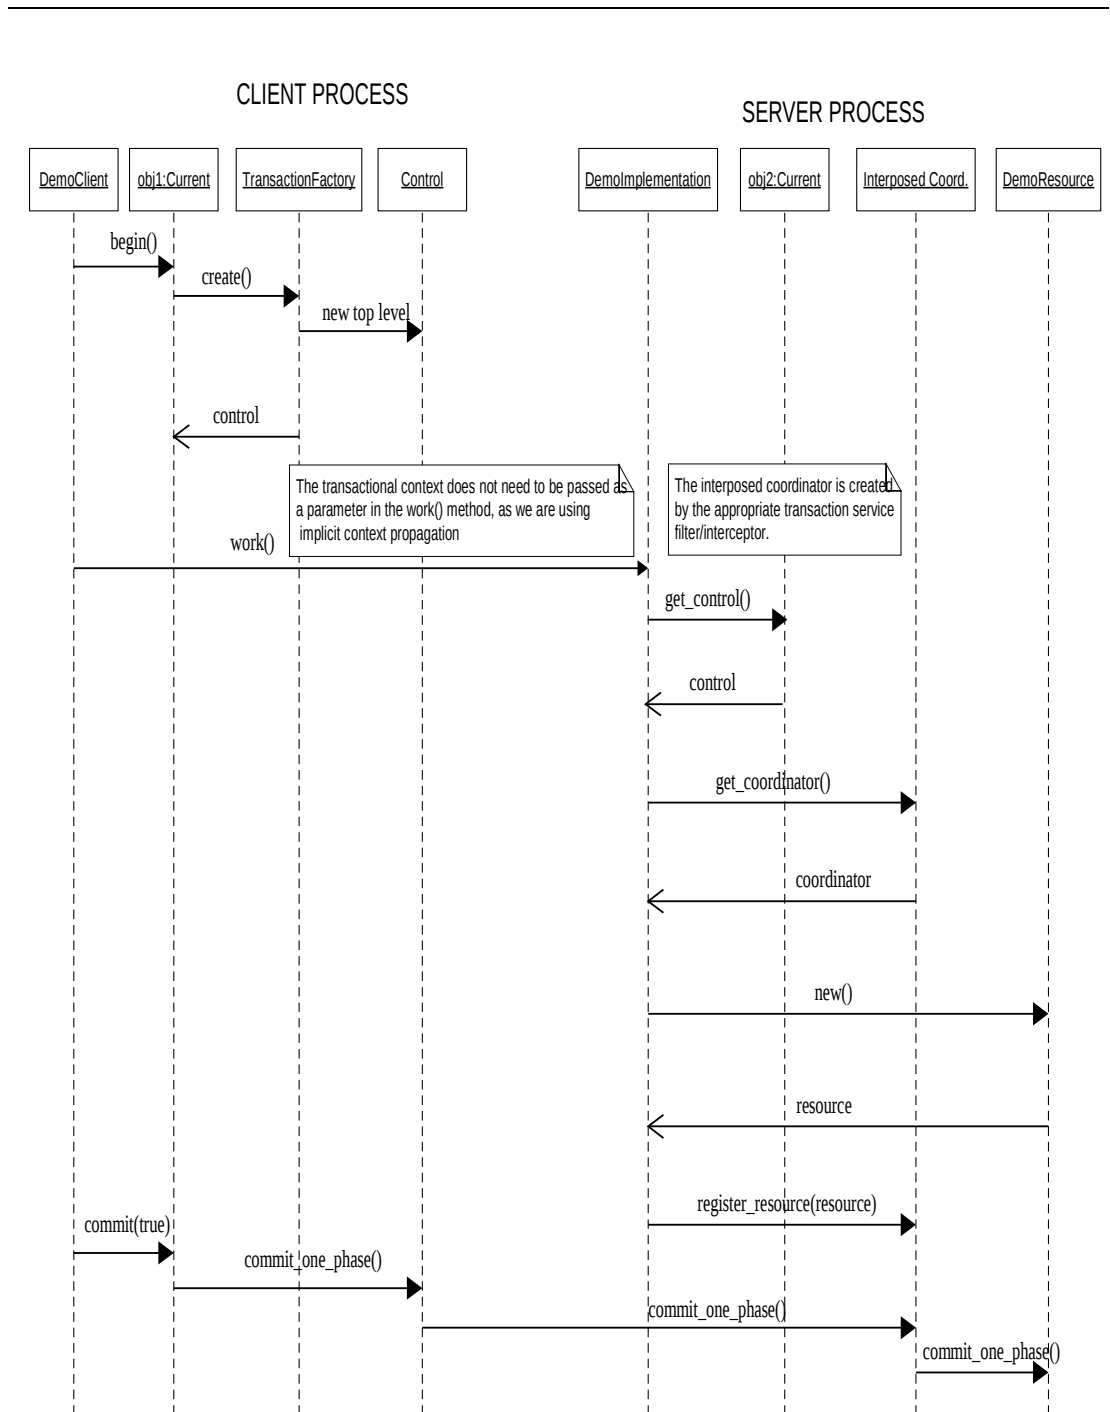 CLIENT PROCESS
SERVER PROCESS
DemoClient
obj1:Current
TransactionFactory
Control
DemoImplementation
obj2:Current
Interposed Coord.
DemoResource
begin()
create()
new top level
control
The transactional context does not need to be passed as
a parameter in the work() method, as we are using
implicit context propagation
The interposed coordinator is created
by the appropriate transaction service
filter/interceptor.
work()
get_control()
control
get_coordinator()
coordinator
new()
resource
register_resource(resource)
commit(true)
commit_one_phase()
commit_one_phase()
commit_one_phase()